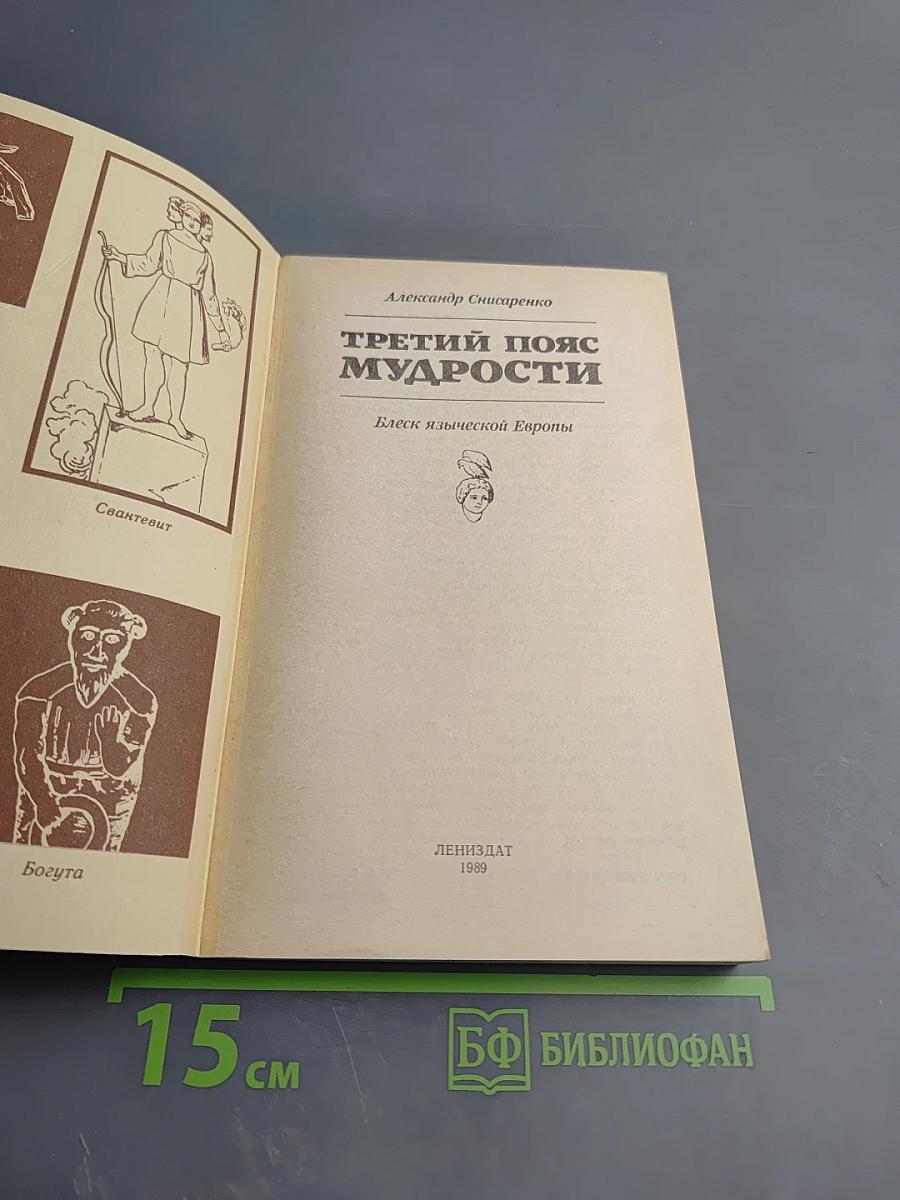 Свантевит
Богута
Александр Снисаренко
ТРЕТИЙ ПОЯС
МУДРОСТИ
Блеск языческой Европы
ЛЕНИЗДАТ
1989
15 см
БФ БИБЛИОФАН